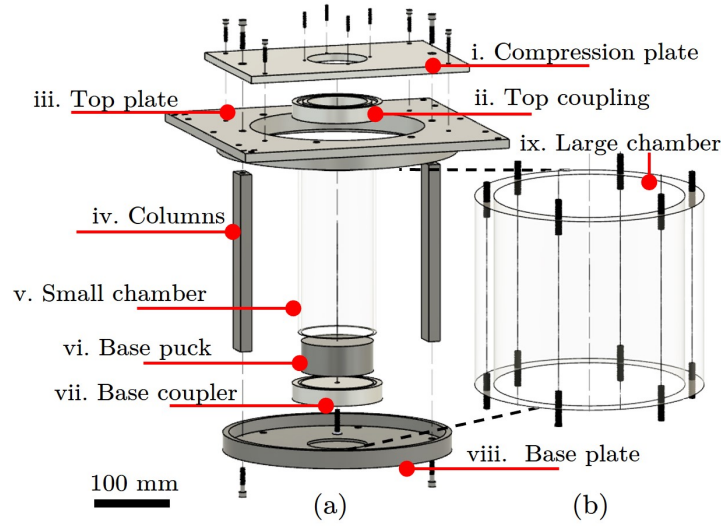 i. Compression plate
iii. Top plate
ii. Top coupling
ix. Large chamber
iv. Columns
v. Small chamber
vi. Base puck
vii. Base coupler
viii. Base plate
100 mm
(a)
(b)